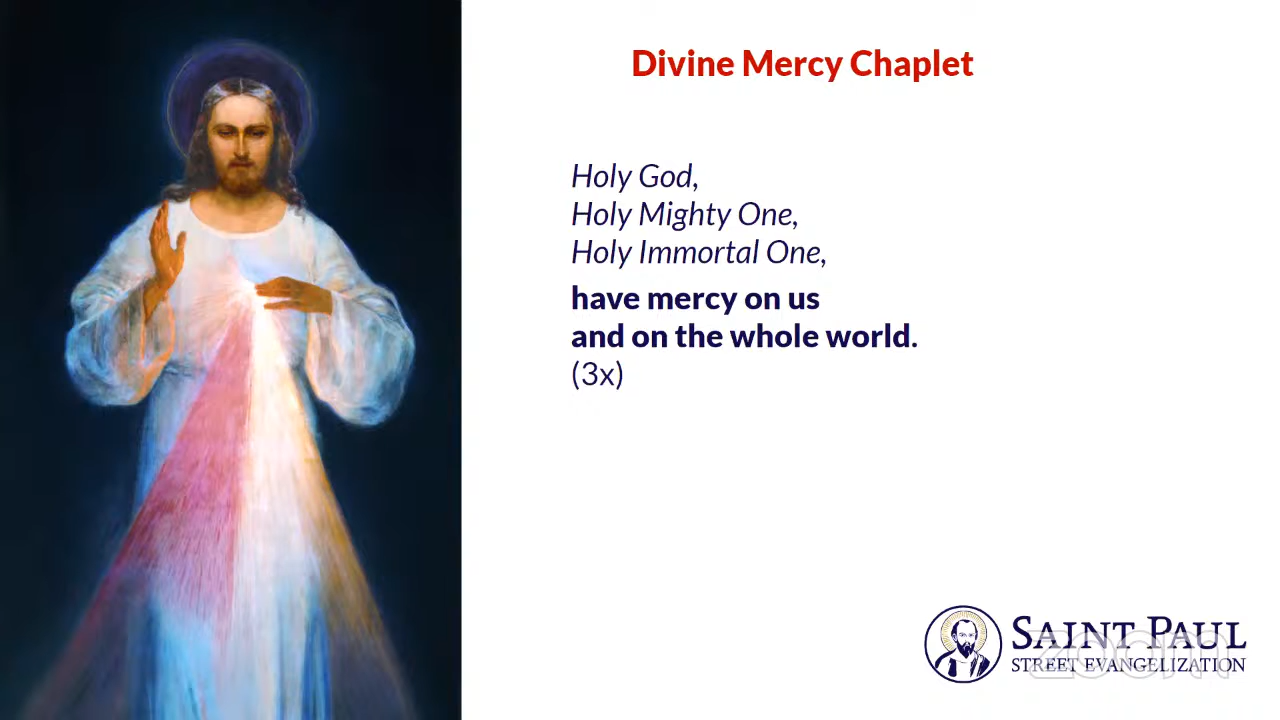 Divine Mercy Chaplet
Holy God,
Holy Mighty One,
Holy Immortal One,
have mercy on us
and on the whole world.
(3x)
SAINT PAUL
STREET EVANGELIZATION
zoom